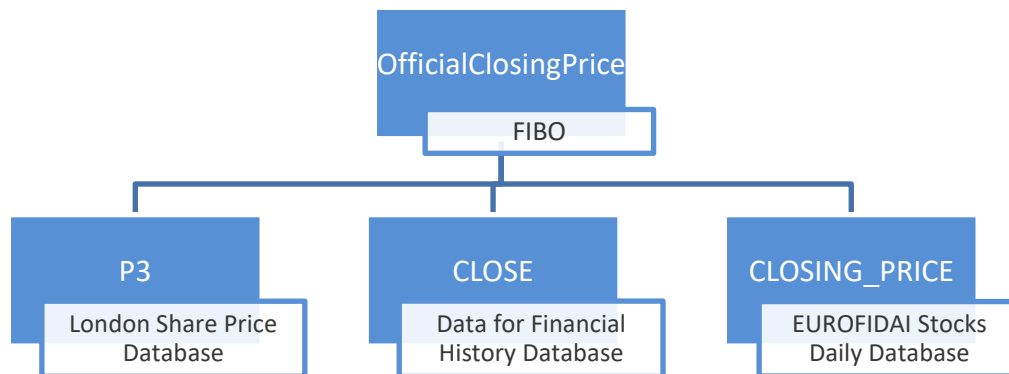 OfficialClosingPrice
FIBO
P3
London Share Price
Database
CLOSE
Data for Financial
History Database
CLOSING_PRICE
EUROFIDAI Stocks
Daily Database